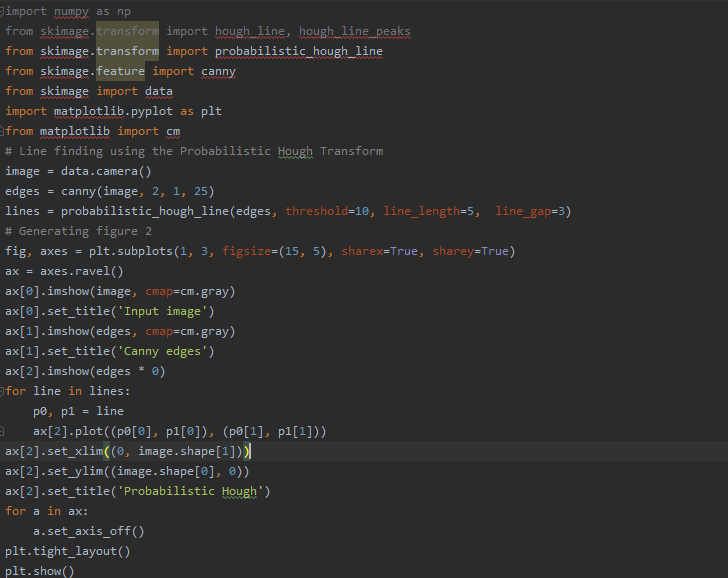 import numpy as np
from skimage.transform import hough_line, hough_line_peaks
from skimage.transform import probabilistic_hough_line
from skimage.feature import canny
from skimage import data
import matplotlib.pyplot as plt
from matplotlib import cm
# Line finding using the Probabilistic Hough Transform
image = data.camera()
edges = canny(image, 2, 1, 25)
lines = probabilistic_hough_line(edges, threshold=10, line_length=5,  line_gap=3)
# Generating figure 2
fig, axes = plt.subplots(1, 3, figsize=(15, 5), sharex=True, sharey=True)
ax = axes.ravel()
ax[0].imshow(image, cmap=cm.gray)
ax[0].set_title('Input image')
ax[1].imshow(edges, cmap=cm.gray)
ax[1].set_title('Canny edges')
ax[2].imshow(edges * 0)
for line in lines:
    p0, p1 = line
    ax[2].plot((p0[0], p1[0]), (p0[1], p1[1]))
ax[2].set_xlim((0, image.shape[1]))
ax[2].set_ylim((image.shape[0], 0))
ax[2].set_title('Probabilistic Hough')
for a in ax:
    a.set_axis_off()
plt.tight_layout()
plt.show()